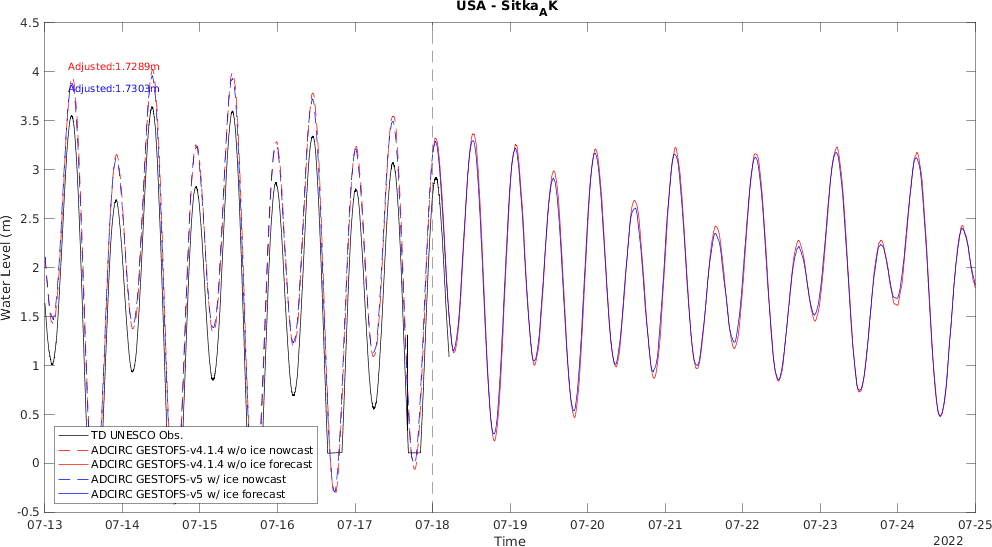 USA - SitkaAK
4.5
4
3.5
3
2.5
2
1.5
1
0.5
0
-0.5
Water Level (m)
Adjusted:1.7289m
Adjusted:1.7303m
TD UNESCO Obs.
ADCIRC GESTOFS-v4.1.4 w/o ice nowcast
ADCIRC GESTOFS-v4.1.4 w/o ice forecast
ADCIRC GESTOFS-v5 w/ ice nowcast
ADCIRC GESTOFS-v5 w/ ice forecast
07-13 07-14 07-15 07-16 07-17 07-18 07-19 07-20 07-21 07-22 07-23 07-24 07-25
Time
2022